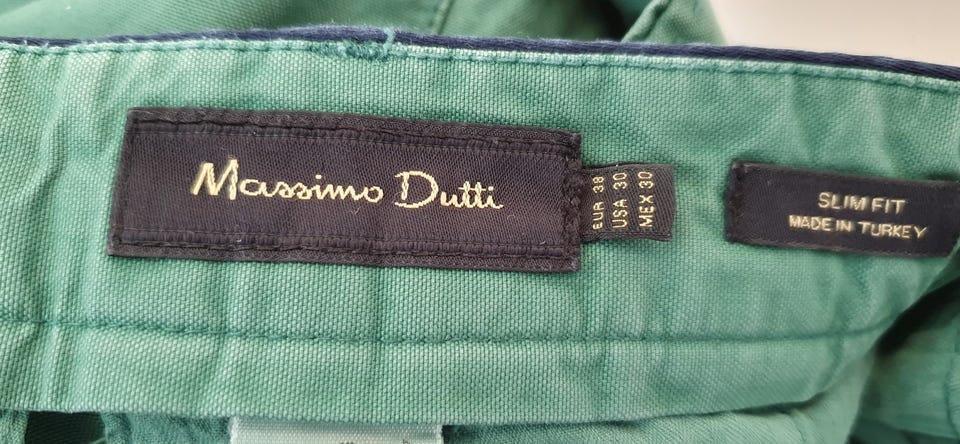 Massimo Dutti
EUR 38
USA 30
MEX 30
SLIM FIT
MADE IN TURKEY